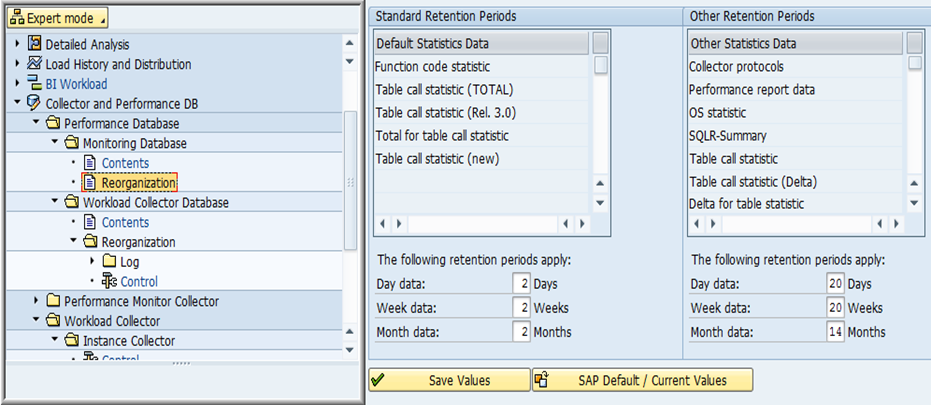 Expert mode
Detailed Analysis
Load History and Distribution
BI Workload
Collector and Performance DB
Performance Database
Monitoring Database
Contents
Reorganization
Workload Collector Database
Contents
Reorganization
Log
Control
Performance Monitor Collector
Workload Collector
Instance Collector
Control
Standard Retention Periods
Default Statistics Data
Function code statistic
Table call statistic (TOTAL)
Table call statistic (Rel. 3.0)
Total for table call statistic
Table call statistic (new)
The following retention periods apply:
Day data: 2 Days
Week data: 2 Weeks
Month data: 2 Months
Other Retention Periods
Other Statistics Data
Collector protocols
Performance report data
OS statistic
SQLR-Summary
Table call statistic
Table call statistic (Delta)
Delta for table statistic
The following retention periods apply:
Day data: 20 Days
Week data: 20 Weeks
Month data: 14 Months
Save Values
SAP Default / Current Values